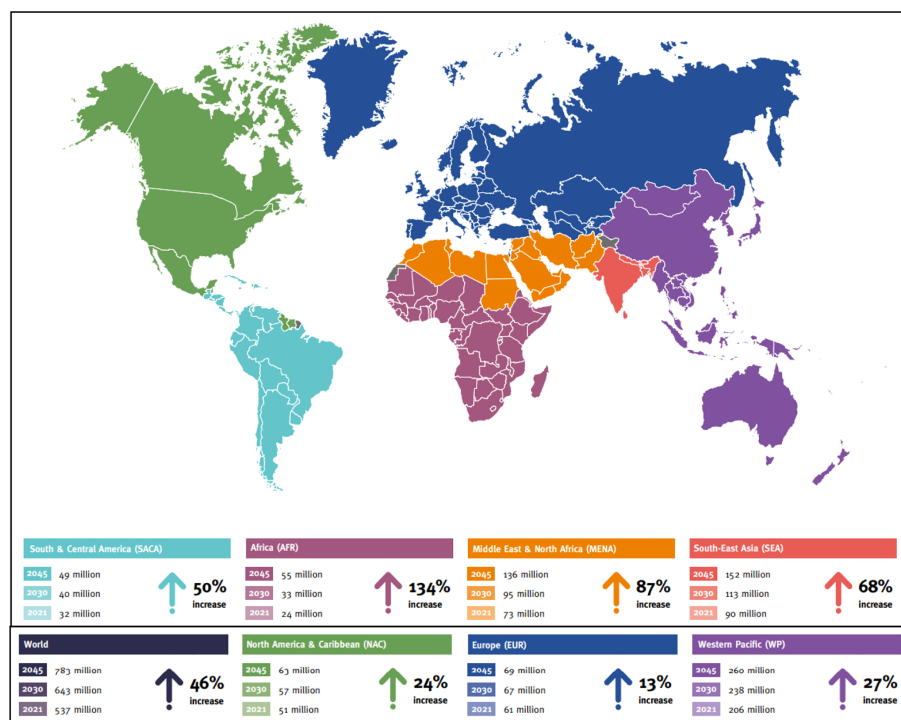 South & Central America (SACA)
2045 49 million
2030 40 million
2021 32 million
50%
increase
Africa (AFR)
2045 55 million
2030 33 million
2021 24 million
134%
increase
Middle East & North Africa (MENA)
2045 136 million
2030 95 million
2021 73 million
87%
increase
South-East Asia (SEA)
2045 152 million
2030 113 million
2021 90 million
68%
increase
World
2045 783 million
2030 643 million
2021 537 million
46%
increase
North America & Caribbean (NAC)
2045 63 million
2030 57 million
2021 51 million
24%
increase
Europe (EUR)
2045 69 million
2030 67 million
2021 61 million
13%
increase
Western Pacific (WP)
2045 260 million
2030 238 million
2021 206 million
27%
increase